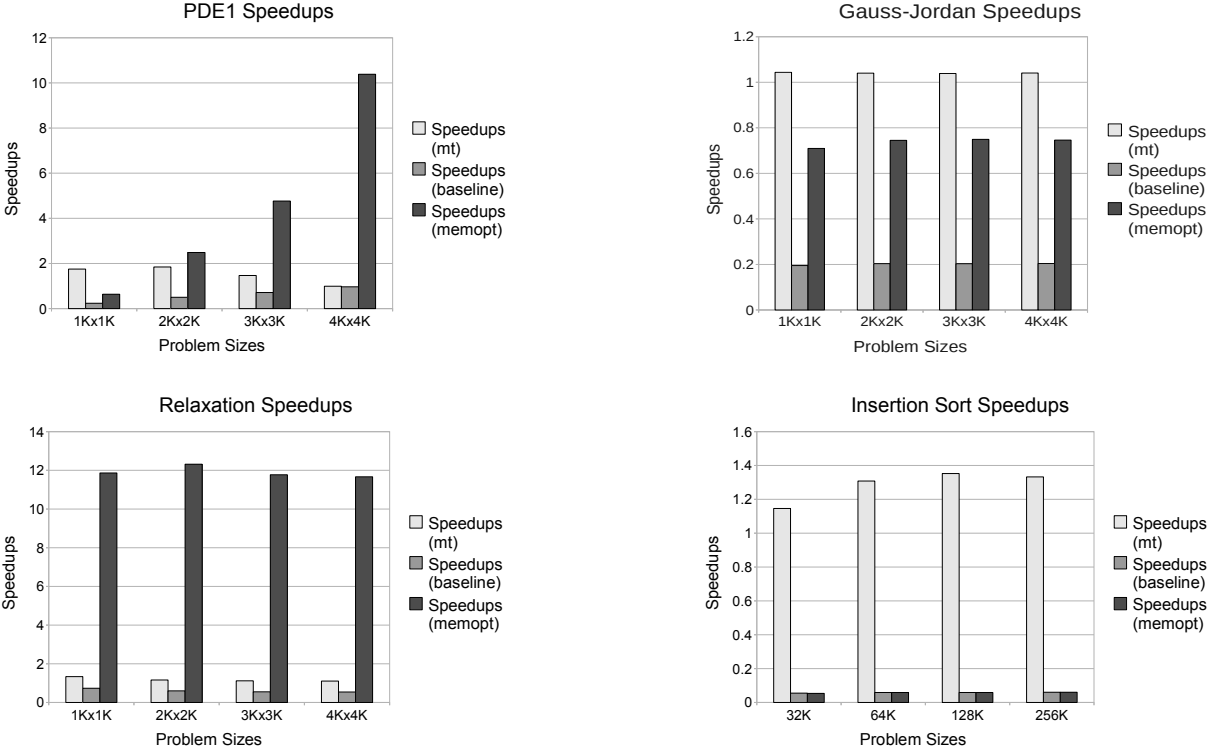 PDE1 Speedups
12
10
8
6
4
2
0
Speedups
1Kx1K 2Kx2K 3Kx3K 4Kx4K
Problem Sizes
Speedups
(mt)
Speedups
(baseline)
Speedups
(memopt)
Gauss-Jordan Speedups
1.2
1
0.8
0.6
0.4
0.2
0
Speedups
1Kx1K 2Kx2K 3Kx3K 4Kx4K
Problem Sizes
Speedups
(mt)
Speedups
(baseline)
Speedups
(memopt)
Relaxation Speedups
14
12
10
8
6
4
2
0
Speedups
1Kx1K 2Kx2K 3Kx3K 4Kx4K
Problem Sizes
Speedups
(mt)
Speedups
(baseline)
Speedups
(memopt)
Insertion Sort Speedups
1.6
1.4
1.2
1
0.8
0.6
0.4
0.2
0
Speedups
32K 64K 128K 256K
Problem Sizes
Speedups
(mt)
Speedups
(baseline)
Speedups
(memopt)